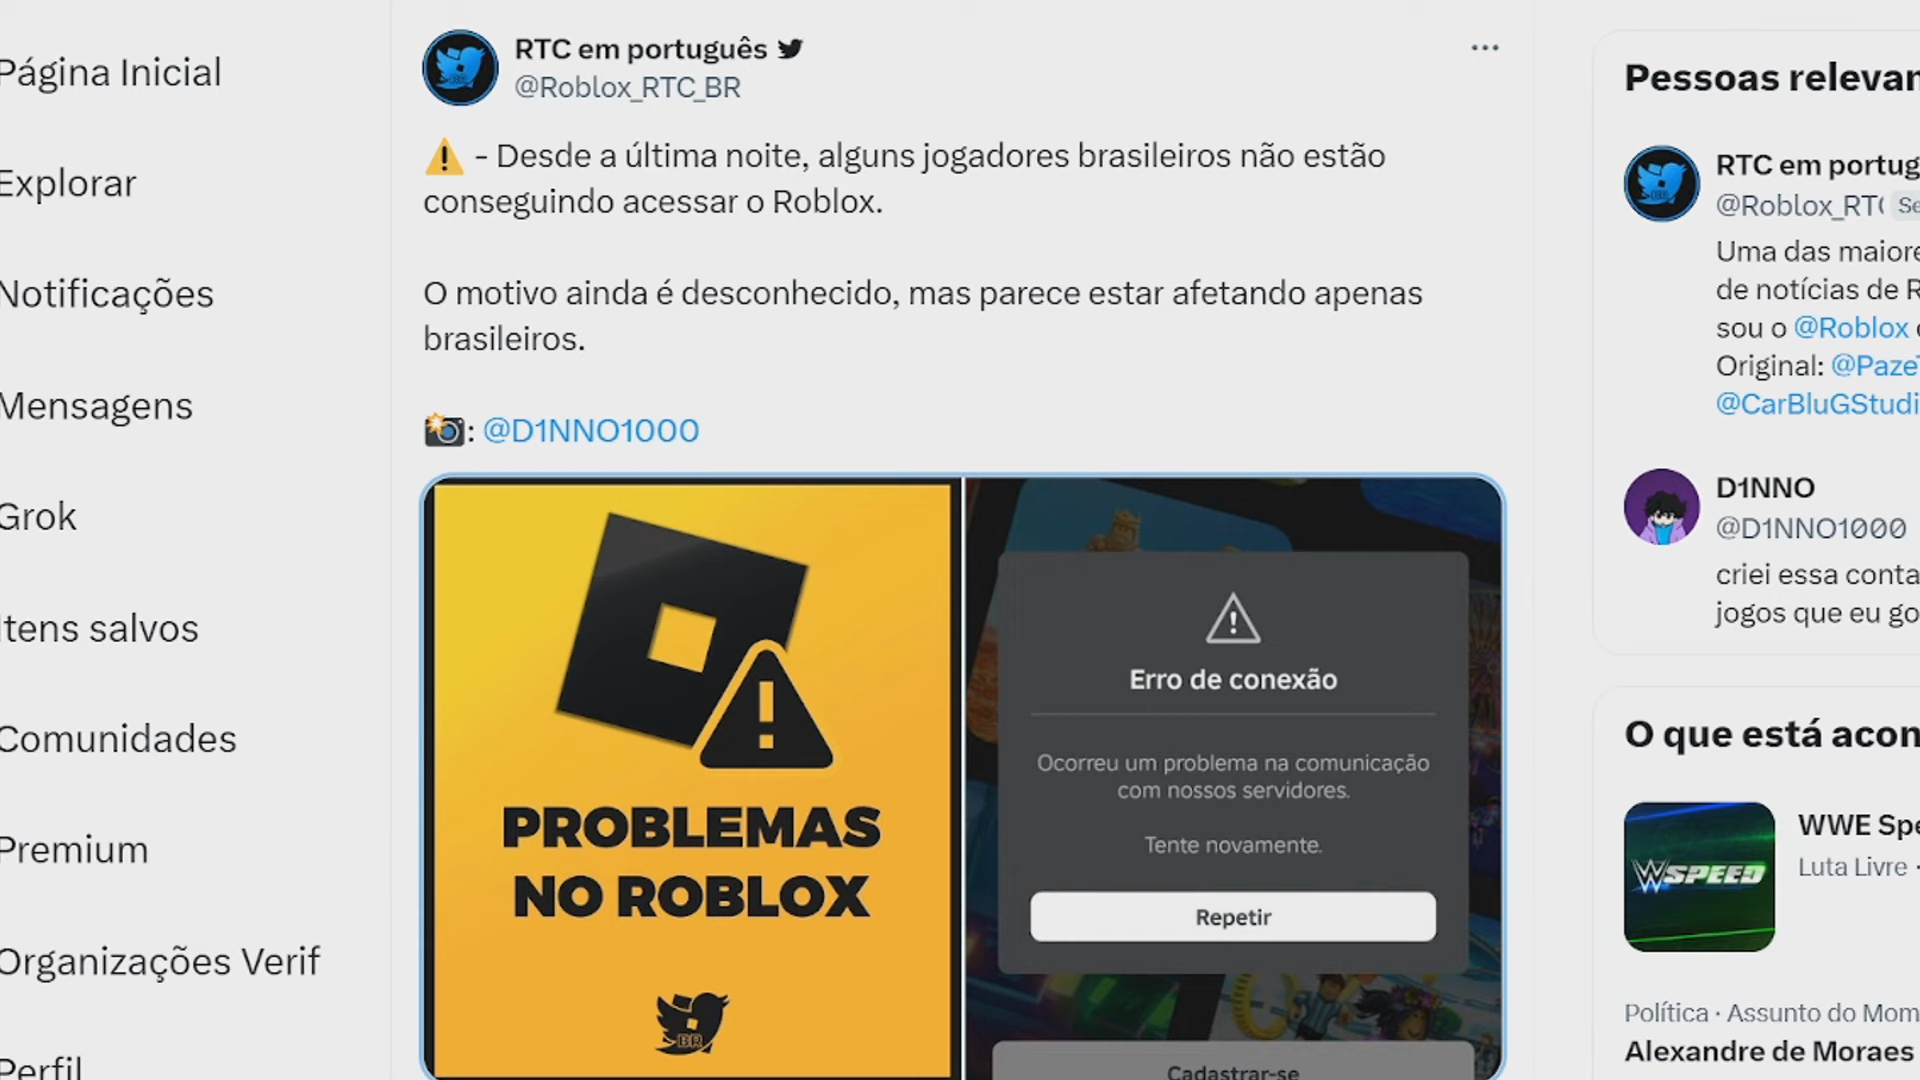 Página Inicial
Explorar
Notificações
Mensagens
Grok
Itens salvos
Comunidades
Premium
Organizações Verif
Perfil
RTC em português
@Roblox_RTC_BR
- Desde a última noite, alguns jogadores brasileiros não estão
conseguindo acessar o Roblox.
O motivo ainda é desconhecido, mas parece estar afetando apenas
brasileiros.
: @D1NNO1000
PROBLEMAS
NO ROBLOX
BR
Erro de conexão
Ocorreu um problema na comunicação
com nossos servidores.
Tente novamente.
Repetir
Cadastrar-se
Pessoas relevan
RTC em portug
@Roblox_RTC Se
Uma das maiore
de notícias de R
sou o @Roblox
Original: @PazeT
@CarBluGStudi
D1NNO
@D1NNO1000
criei essa conta
jogos que eu go
O que está acon
WWE Spe
Luta Livre ·
WSPEED
Política · Assunto do Mom
Alexandre de Moraes